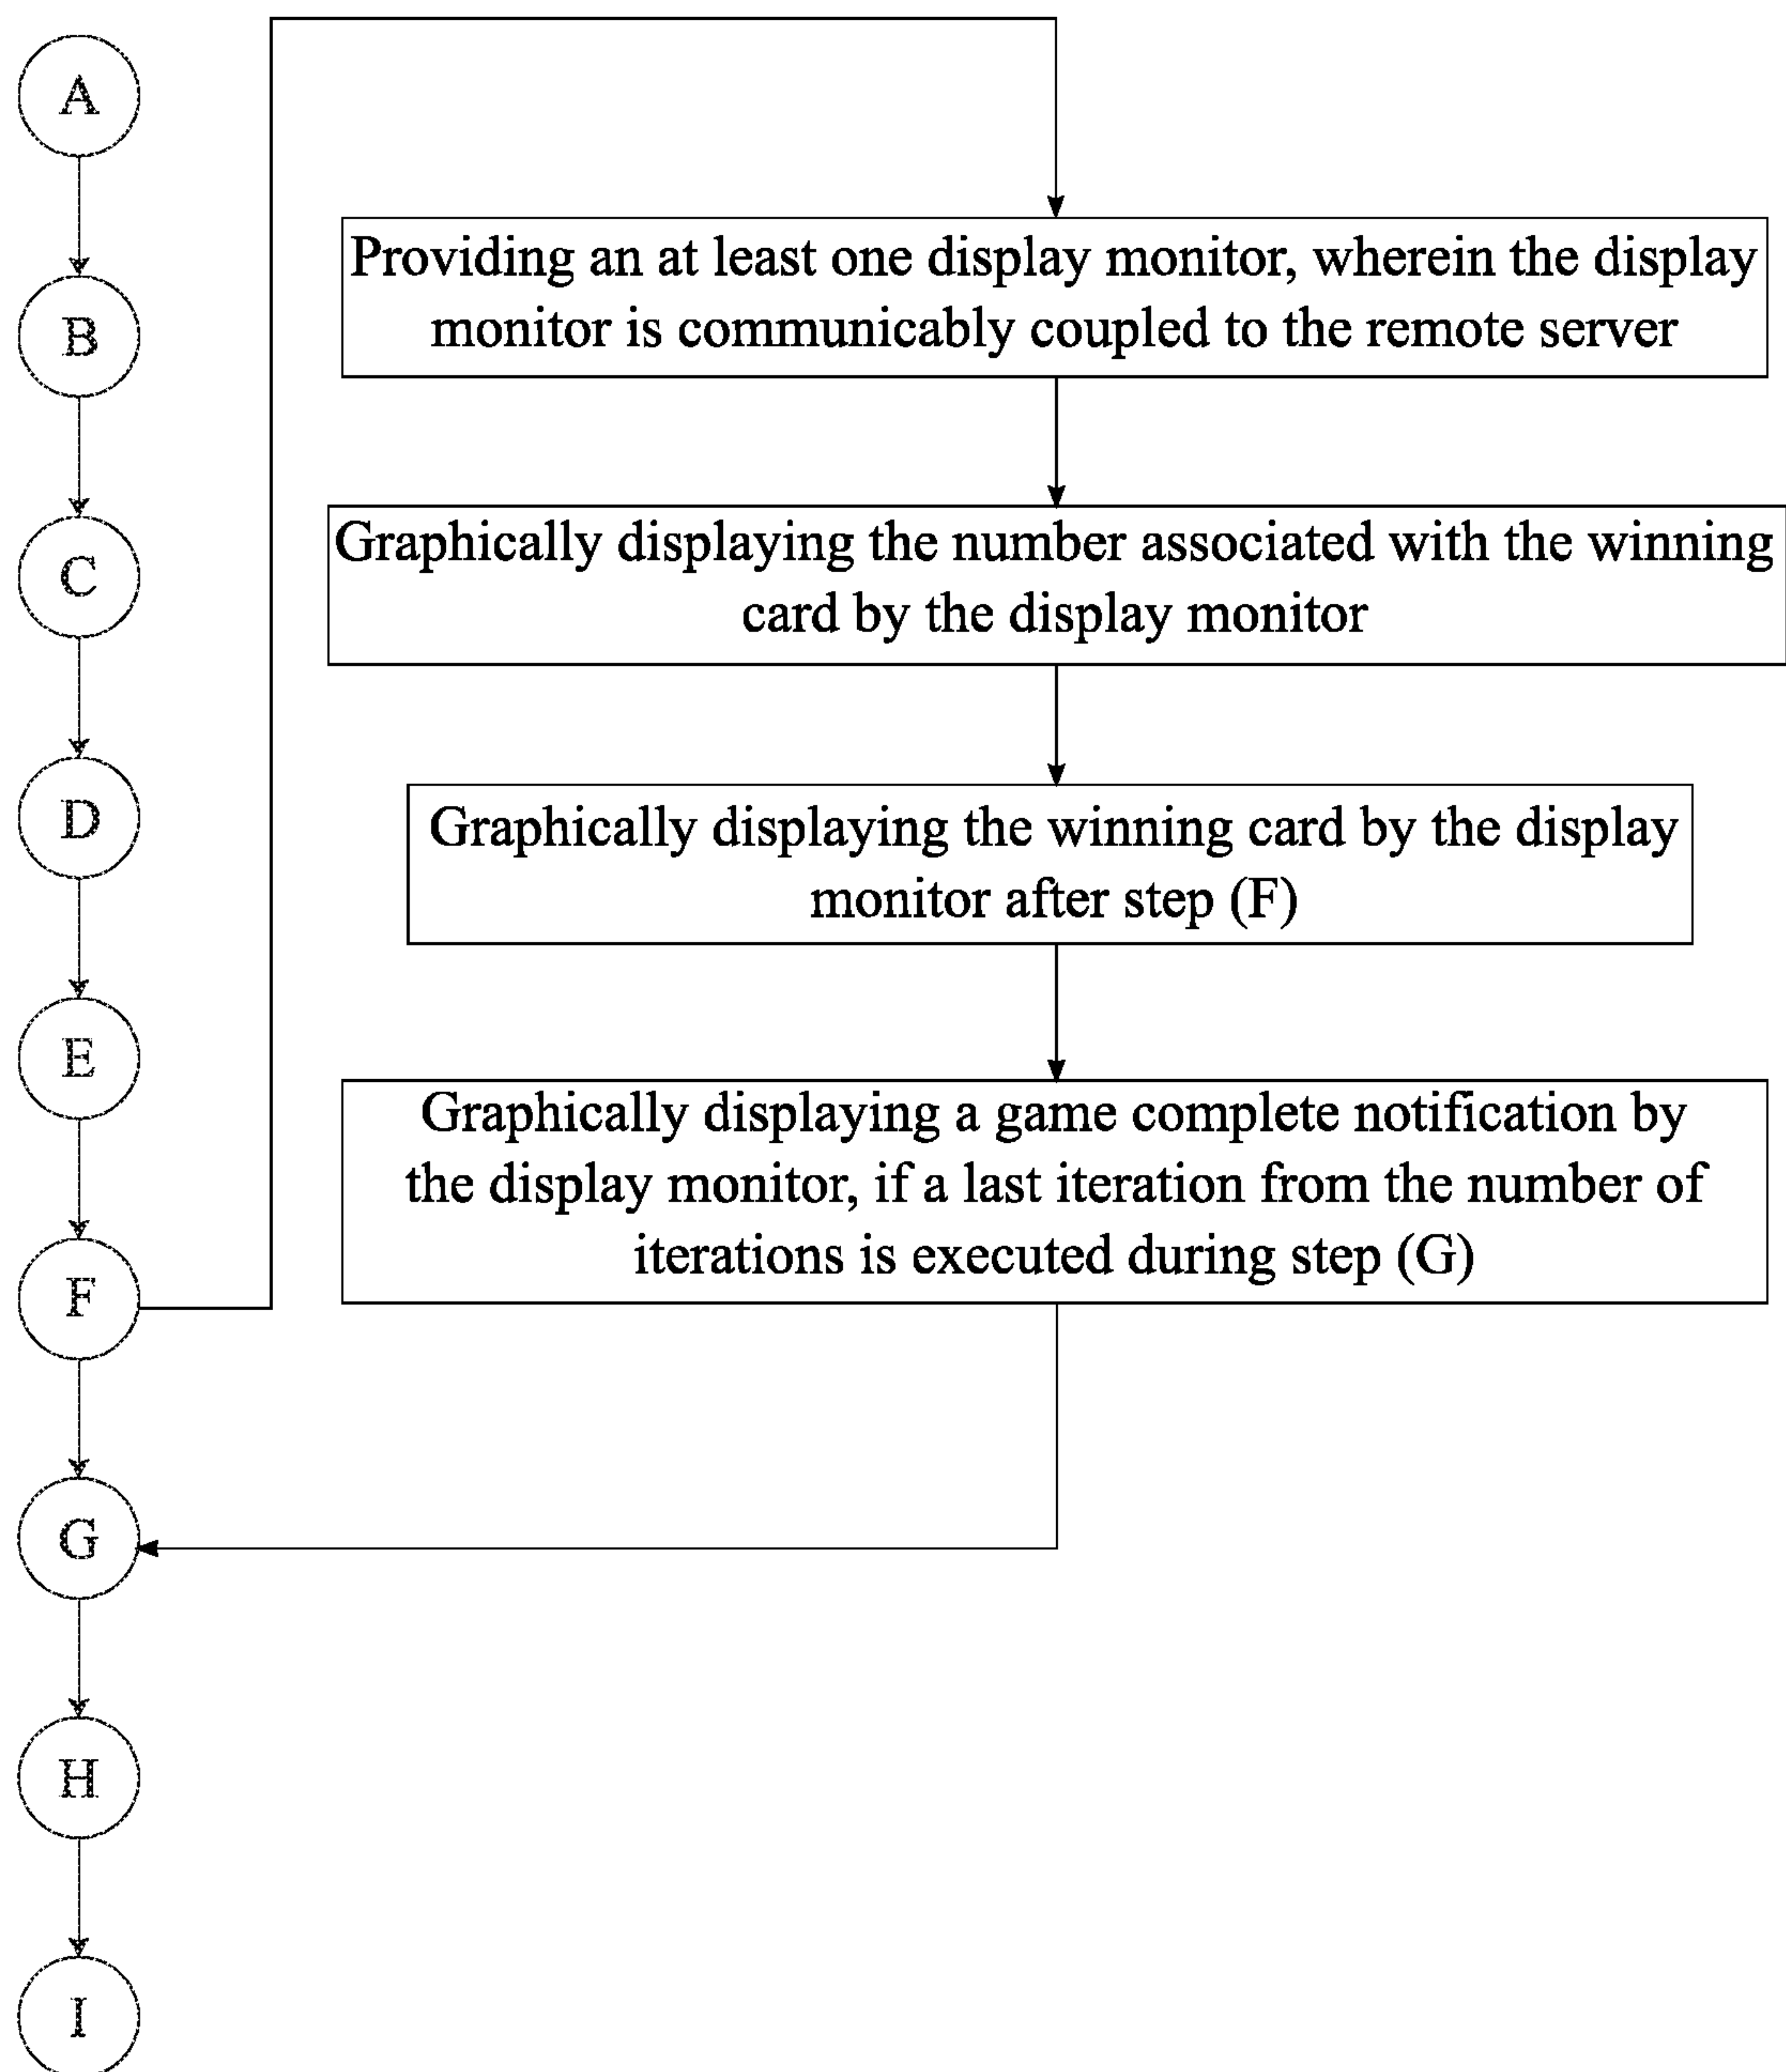 A
B
C
D
E
F
G
H
I
Providing an at least one display monitor, wherein the display
monitor is communicably coupled to the remote server
Graphically displaying the number associated with the winning
card by the display monitor
Graphically displaying the winning card by the display
monitor after step (F)
Graphically displaying a game complete notification by
the display monitor, if a last iteration from the number of
iterations is executed during step (G)